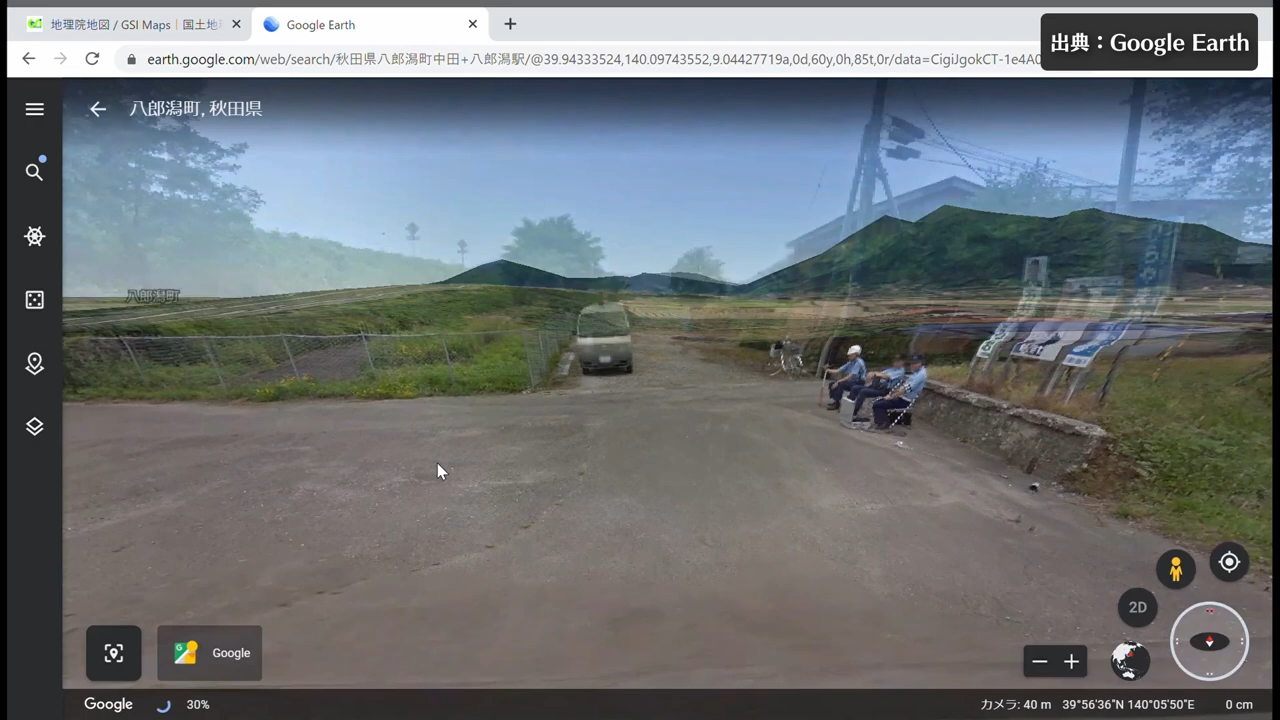 地理院地図 / GSI Maps | 国土地
Google Earth
出典：Google Earth
earth.google.com/web/search/秋田県八郎潟町中田+八郎潟駅/@39.94333524,140.09743552,9.04427719a,0d,60y,0h,85t,0r/data=CigiJgokCT-1e4A0
八郎潟町, 秋田県
八郎潟町
2D
Google
Google
30%
カメラ: 40 m
39°56'36"N 140°05'50"E
0 cm